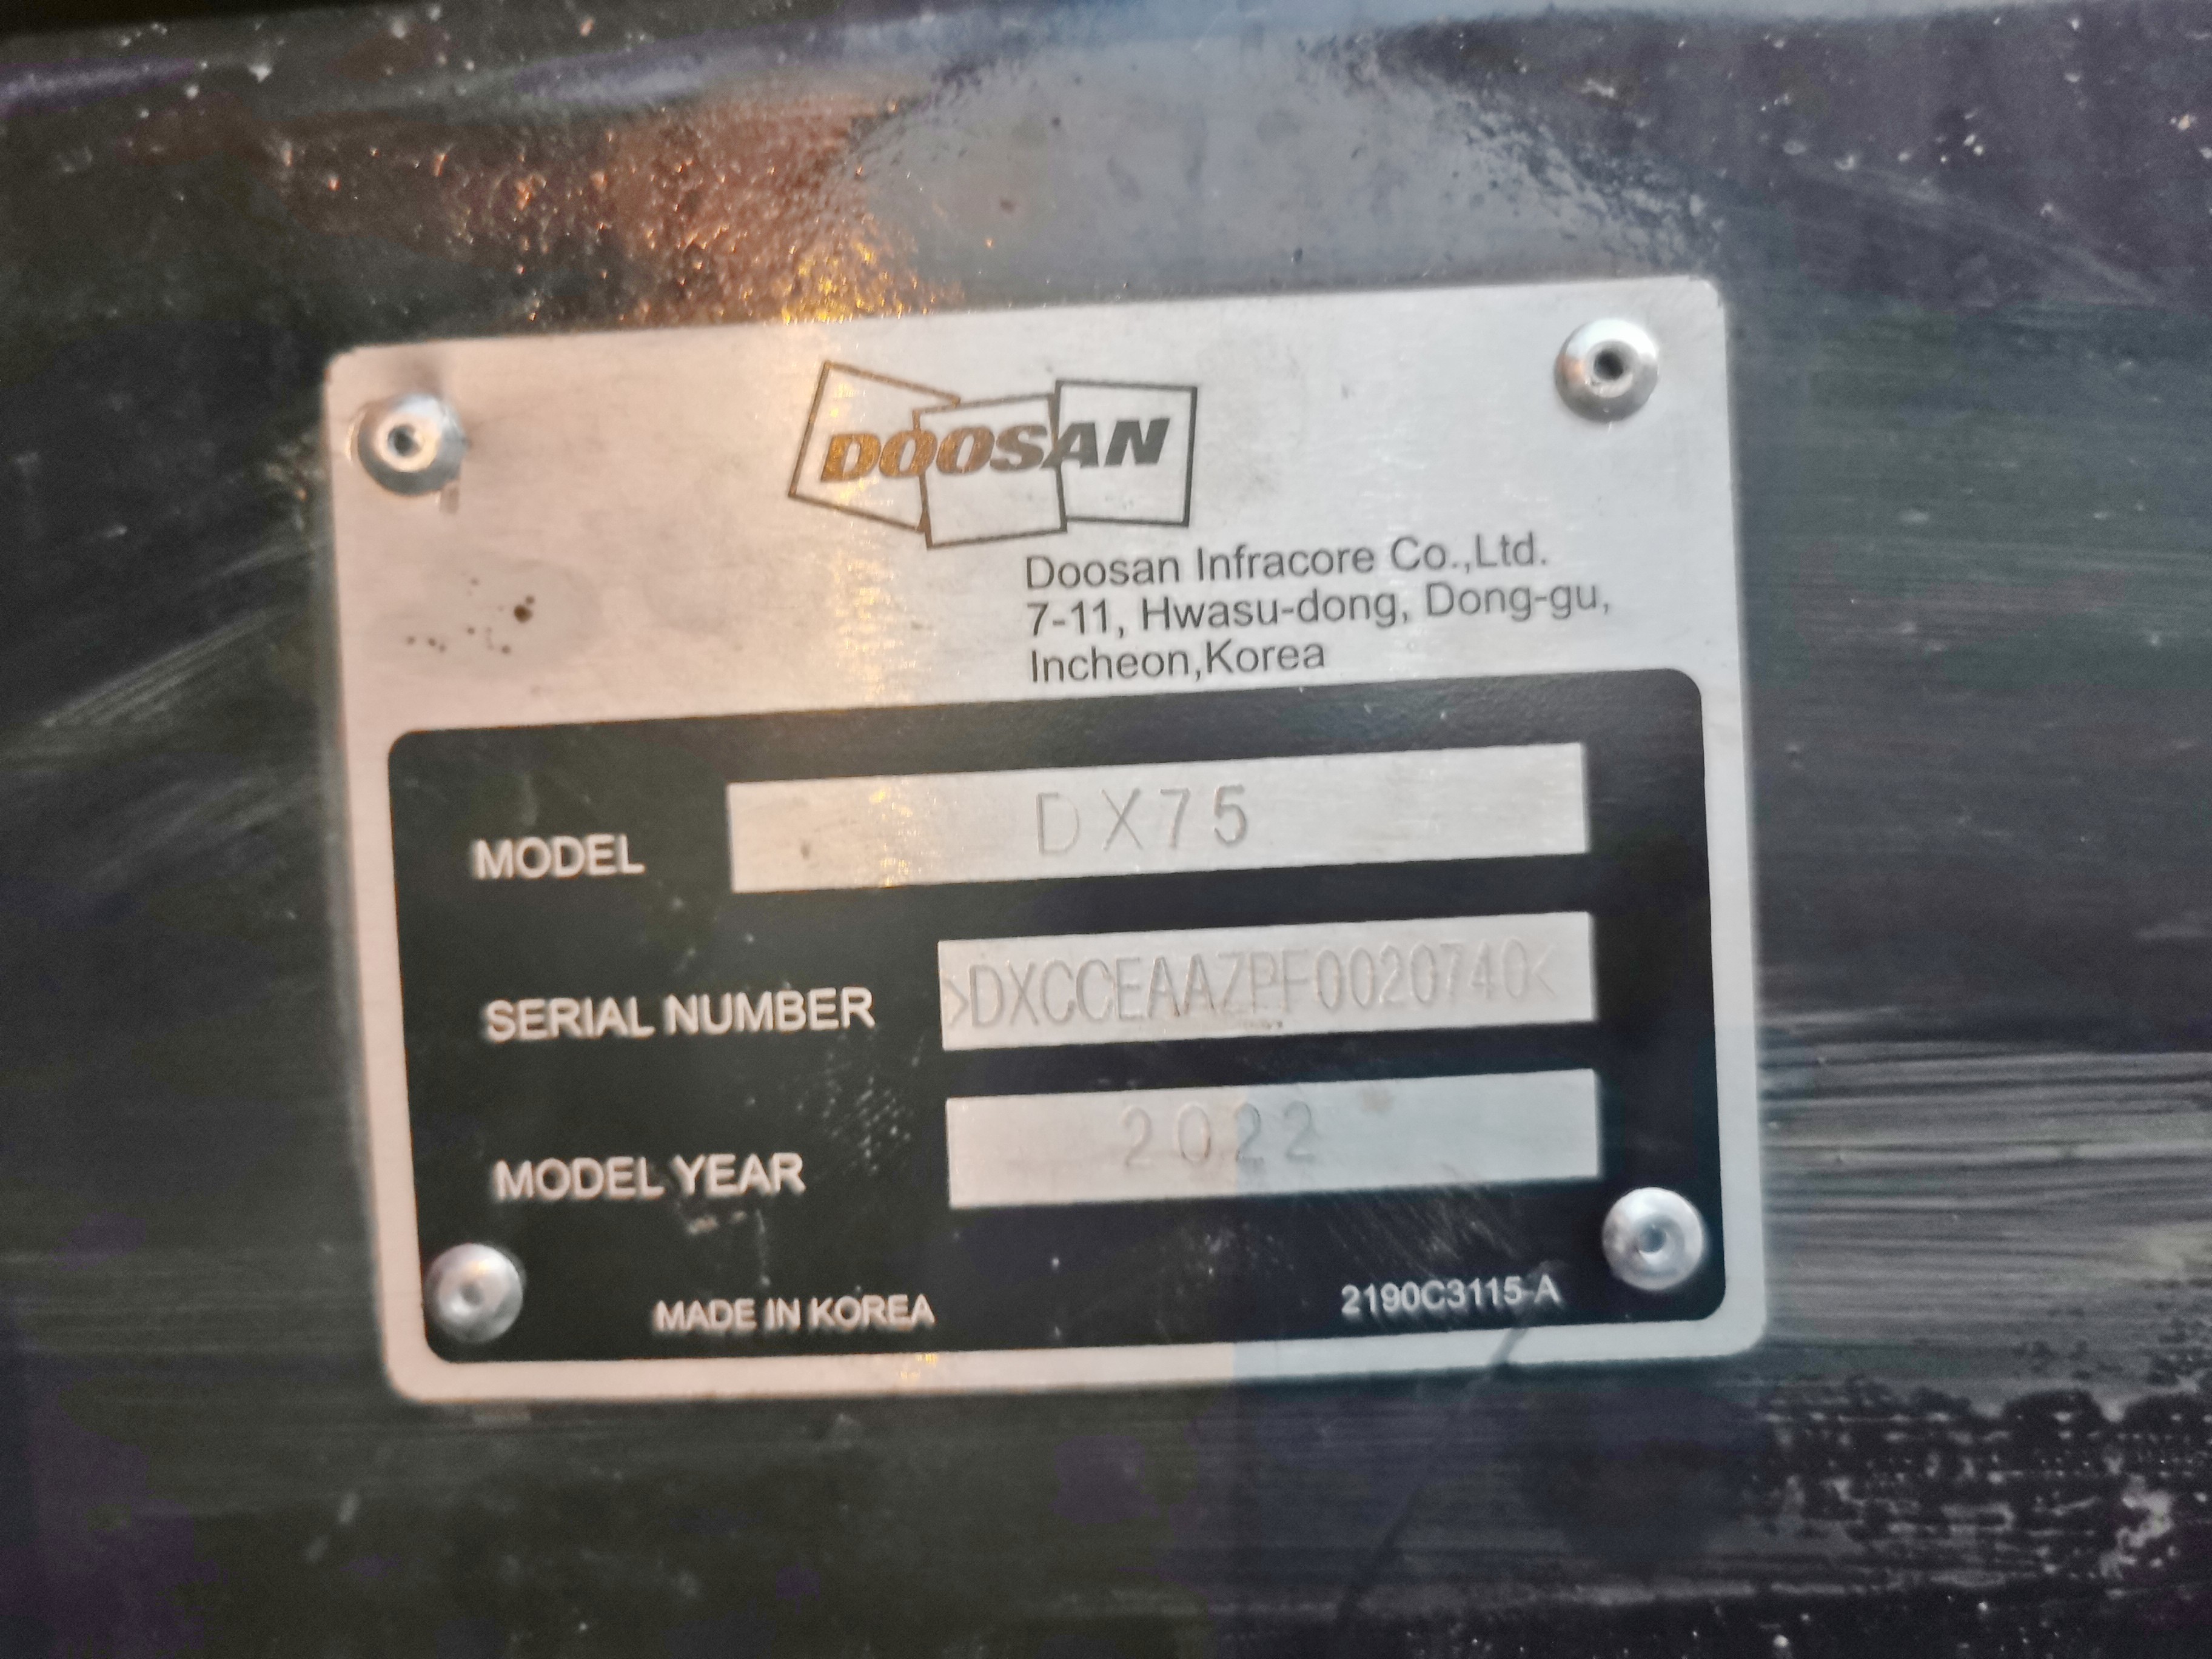 DOOSAN
Doosan Infracore Co.,Ltd.
7-11, Hwasu-dong, Dong-gu,
Incheon,Korea
MODEL DX75
SERIAL NUMBER >DXCCEAAZPF0020740<
MODEL YEAR 2022
MADE IN KOREA 2190C3115-A